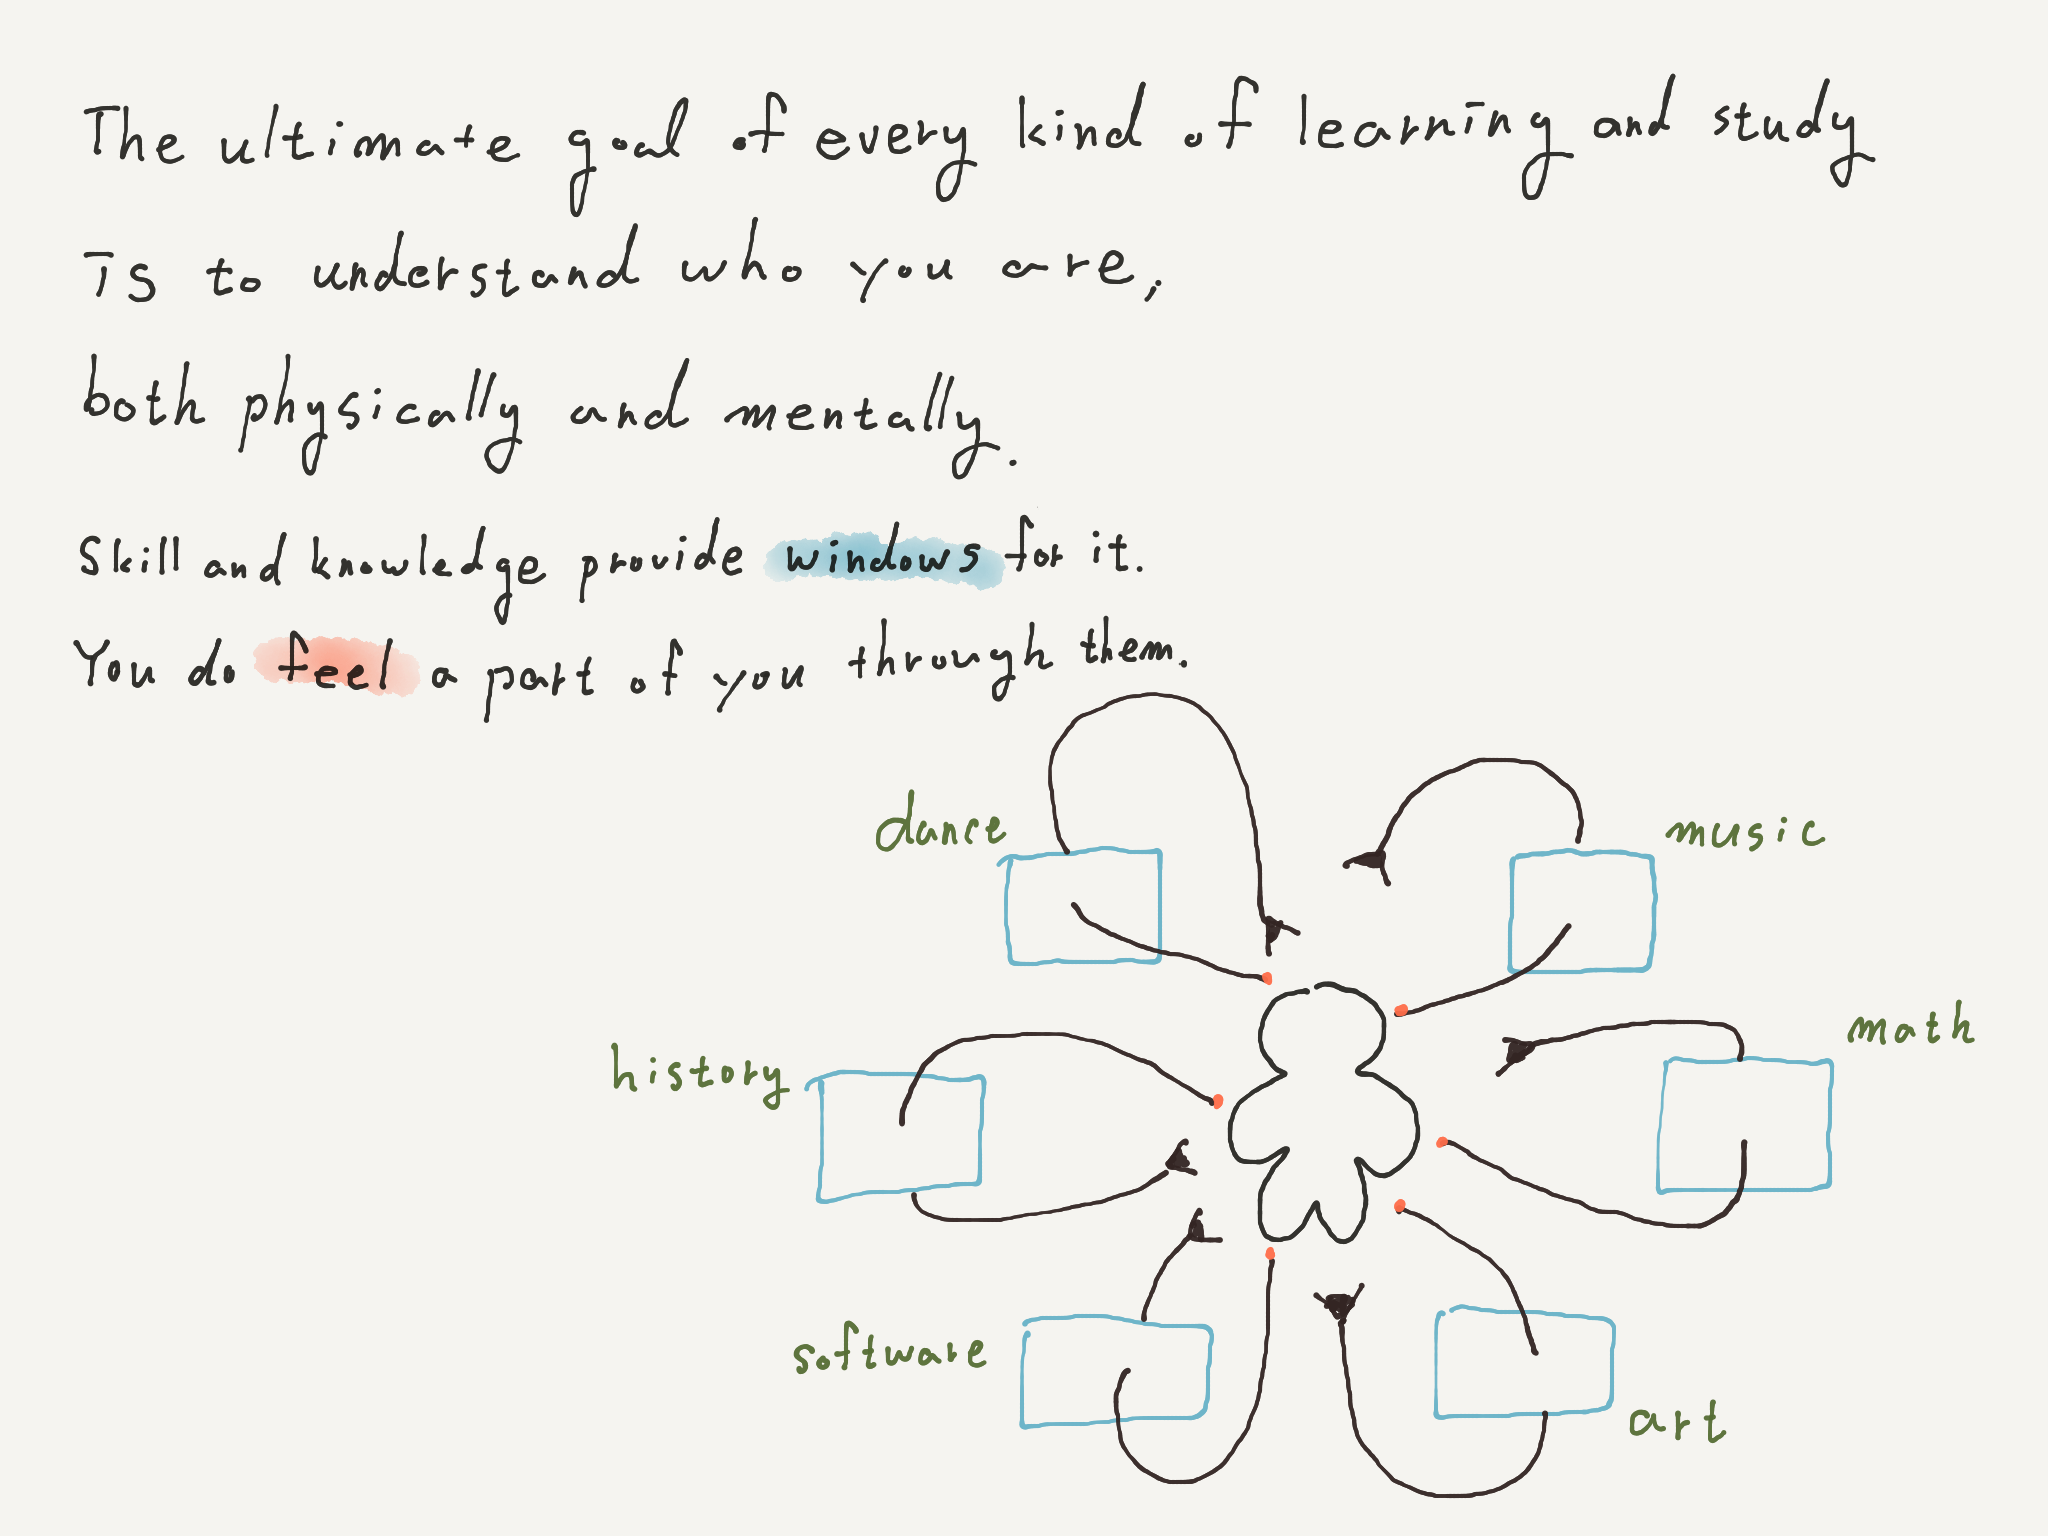 The ultimate goal of every kind of learning and study
is to understand who you are,
both physically and mentally.
Skill and knowledge provide windows for it.
You do feel a part of you through them.
dance
music
math
history
software
art